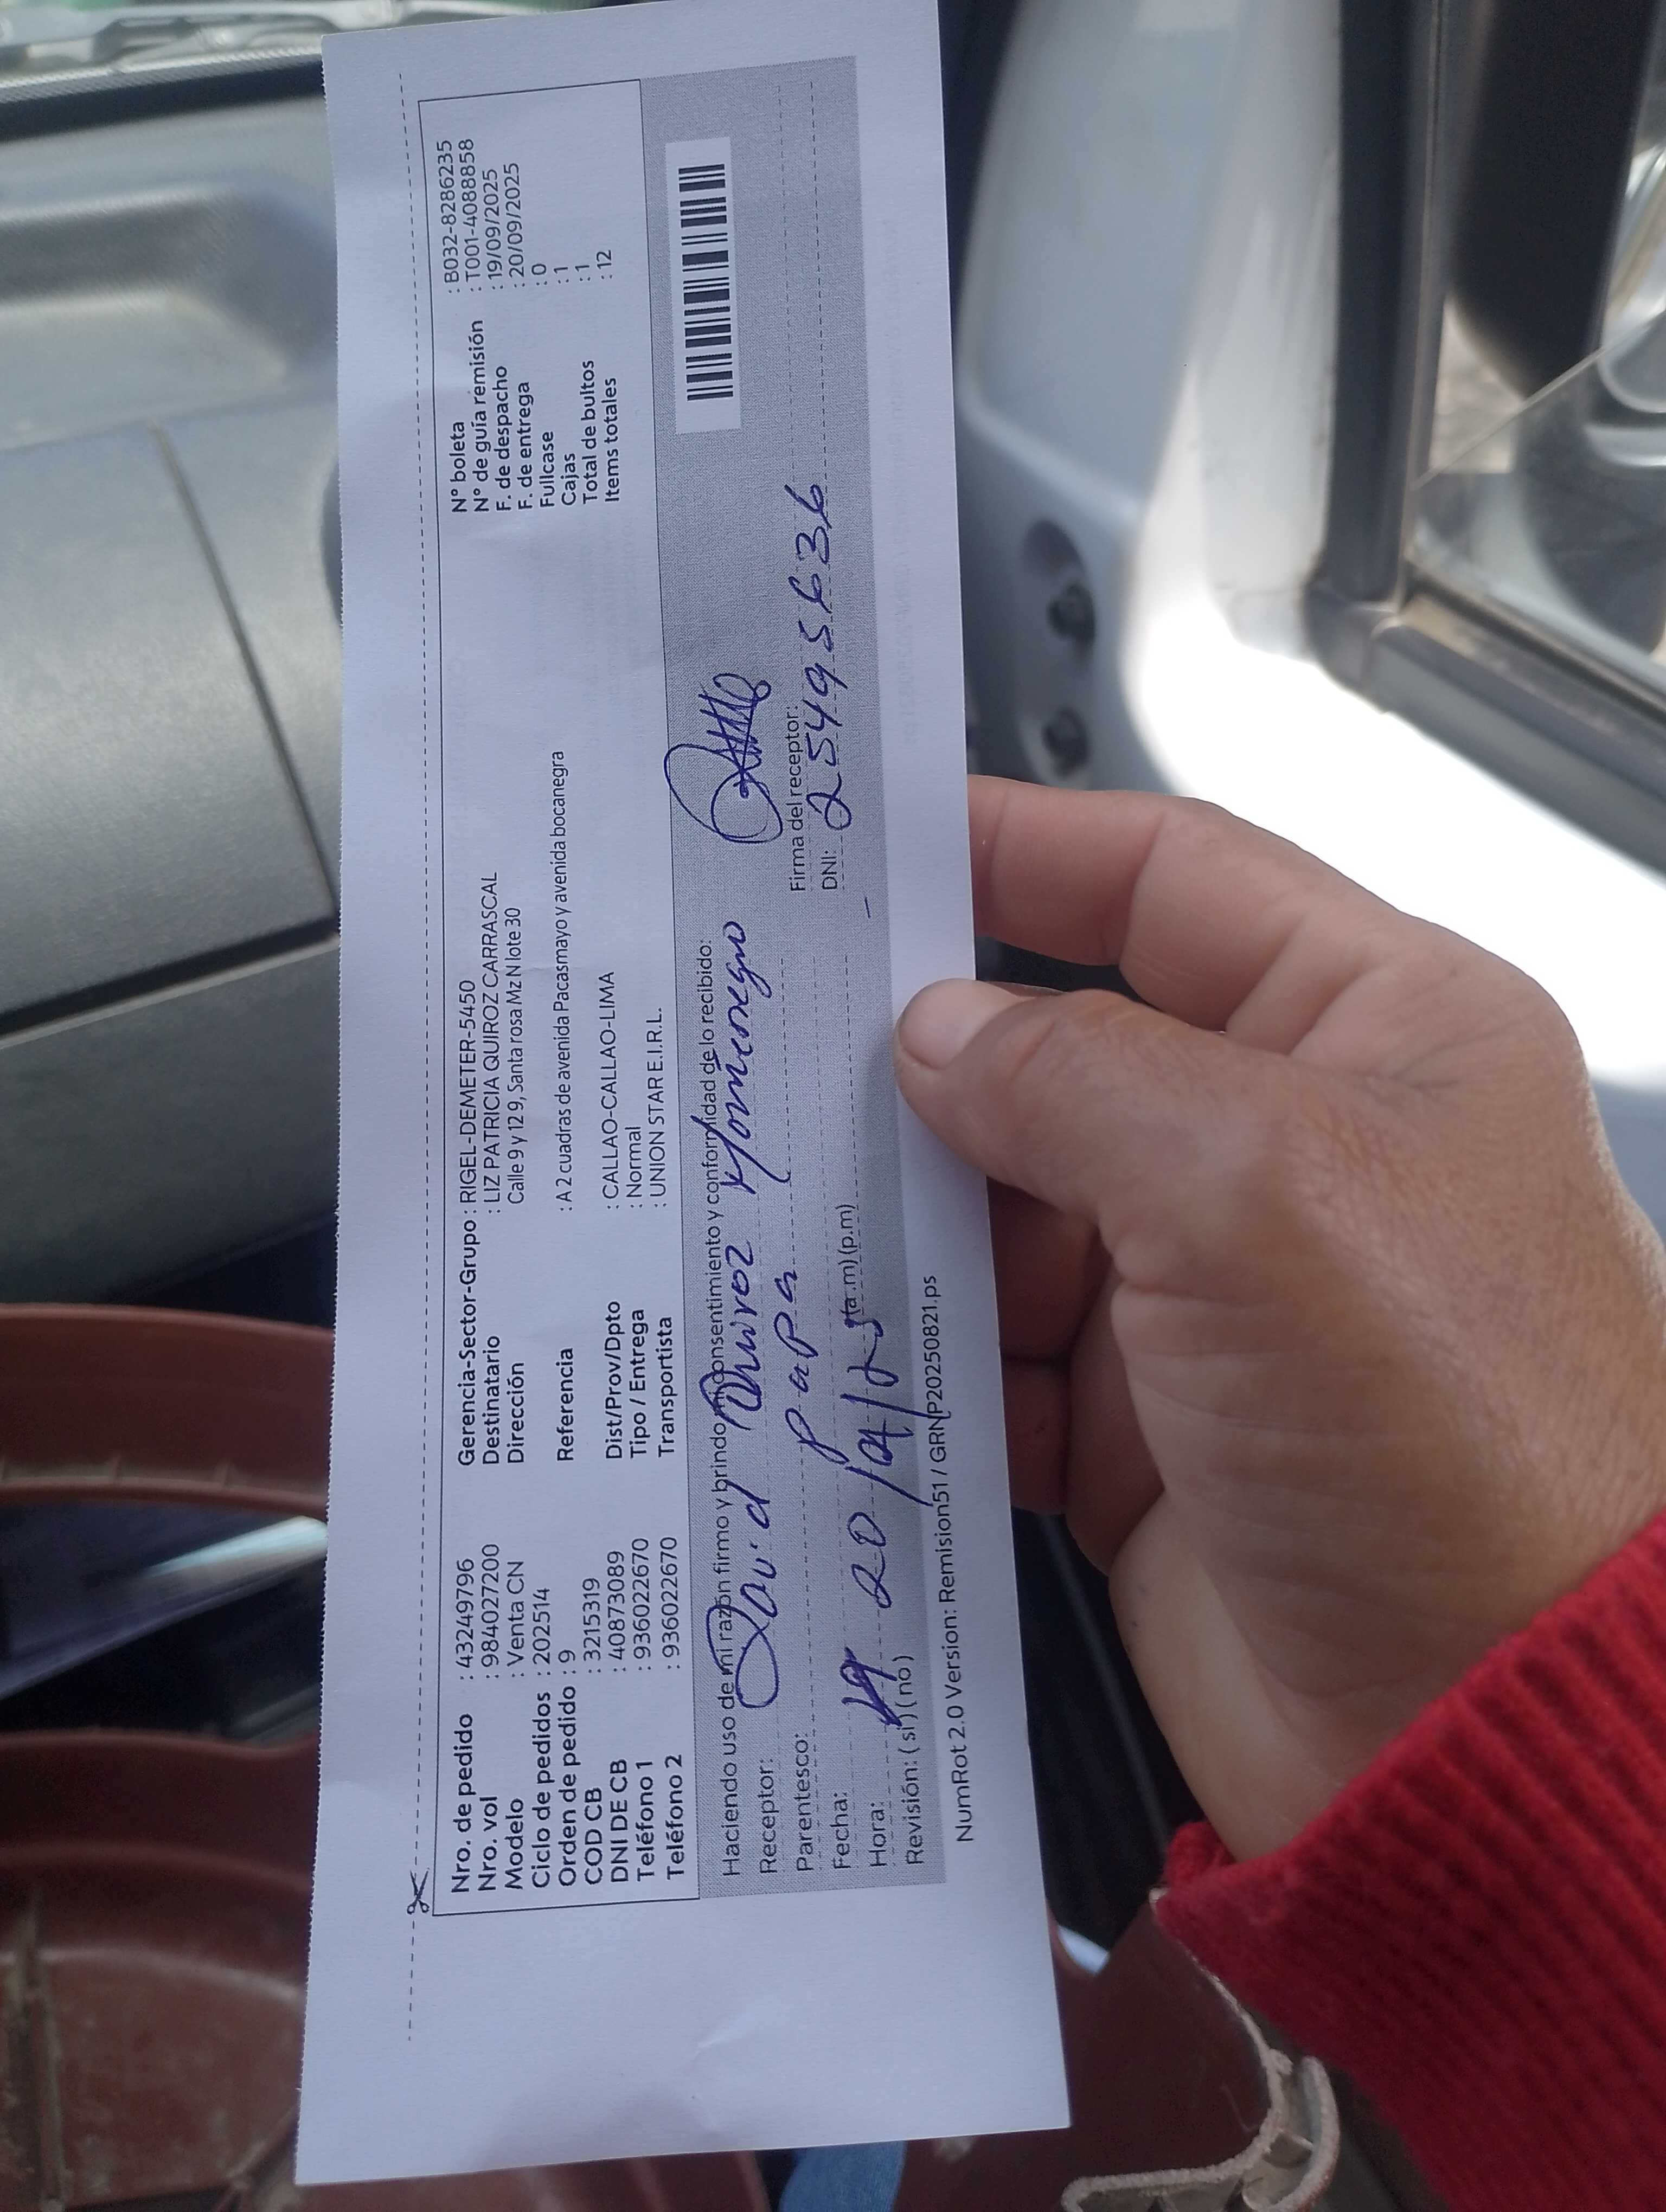 Nro. de pedido : 43249796
Nro. vol : 984027200
Modelo : Venta CN
Ciclo de pedidos : 202514
Orden de pedido : 9
COD CB : 3215319
DNI DE CB : 40873089
Teléfono 1 : 936022670
Teléfono 2 : 936022670
Gerencia-Sector-Grupo : RIGEL-DEMETER-5450
Destinatario : LIZ PATRICIA QUIROZ CARRASCAL
Dirección Calle 9 y 12 9, Santa rosa Mz N lote 30
Referencia : A 2 cuadras de avenida Pacasmayo y avenida bocanegra
Dist/Prov/Dpto : CALLAO-CALLAO-LIMA
Tipo / Entrega : Normal
Transportista : UNION STAR E.I.R.L.
N° boleta : B032-8286235
N° de guía remisión : T001-4088858
F. de despacho : 19/09/2025
F. de entrega : 20/09/2025
Fullcase : 0
Cajas : 1
Total de bultos : 1
Items totales : 12
Haciendo uso de mi razón firmo y brindo mi consentimiento y conformidad de lo recibido:
Receptor: David
Parentesco: papá
Firma del receptor:
Fecha: 20/09/25
DNI: 25495636
Hora: (a.m) (p.m)
Revisión: (si) (no)
NumRot 2.0 Version: Remision51 / GRNP20250821.ps